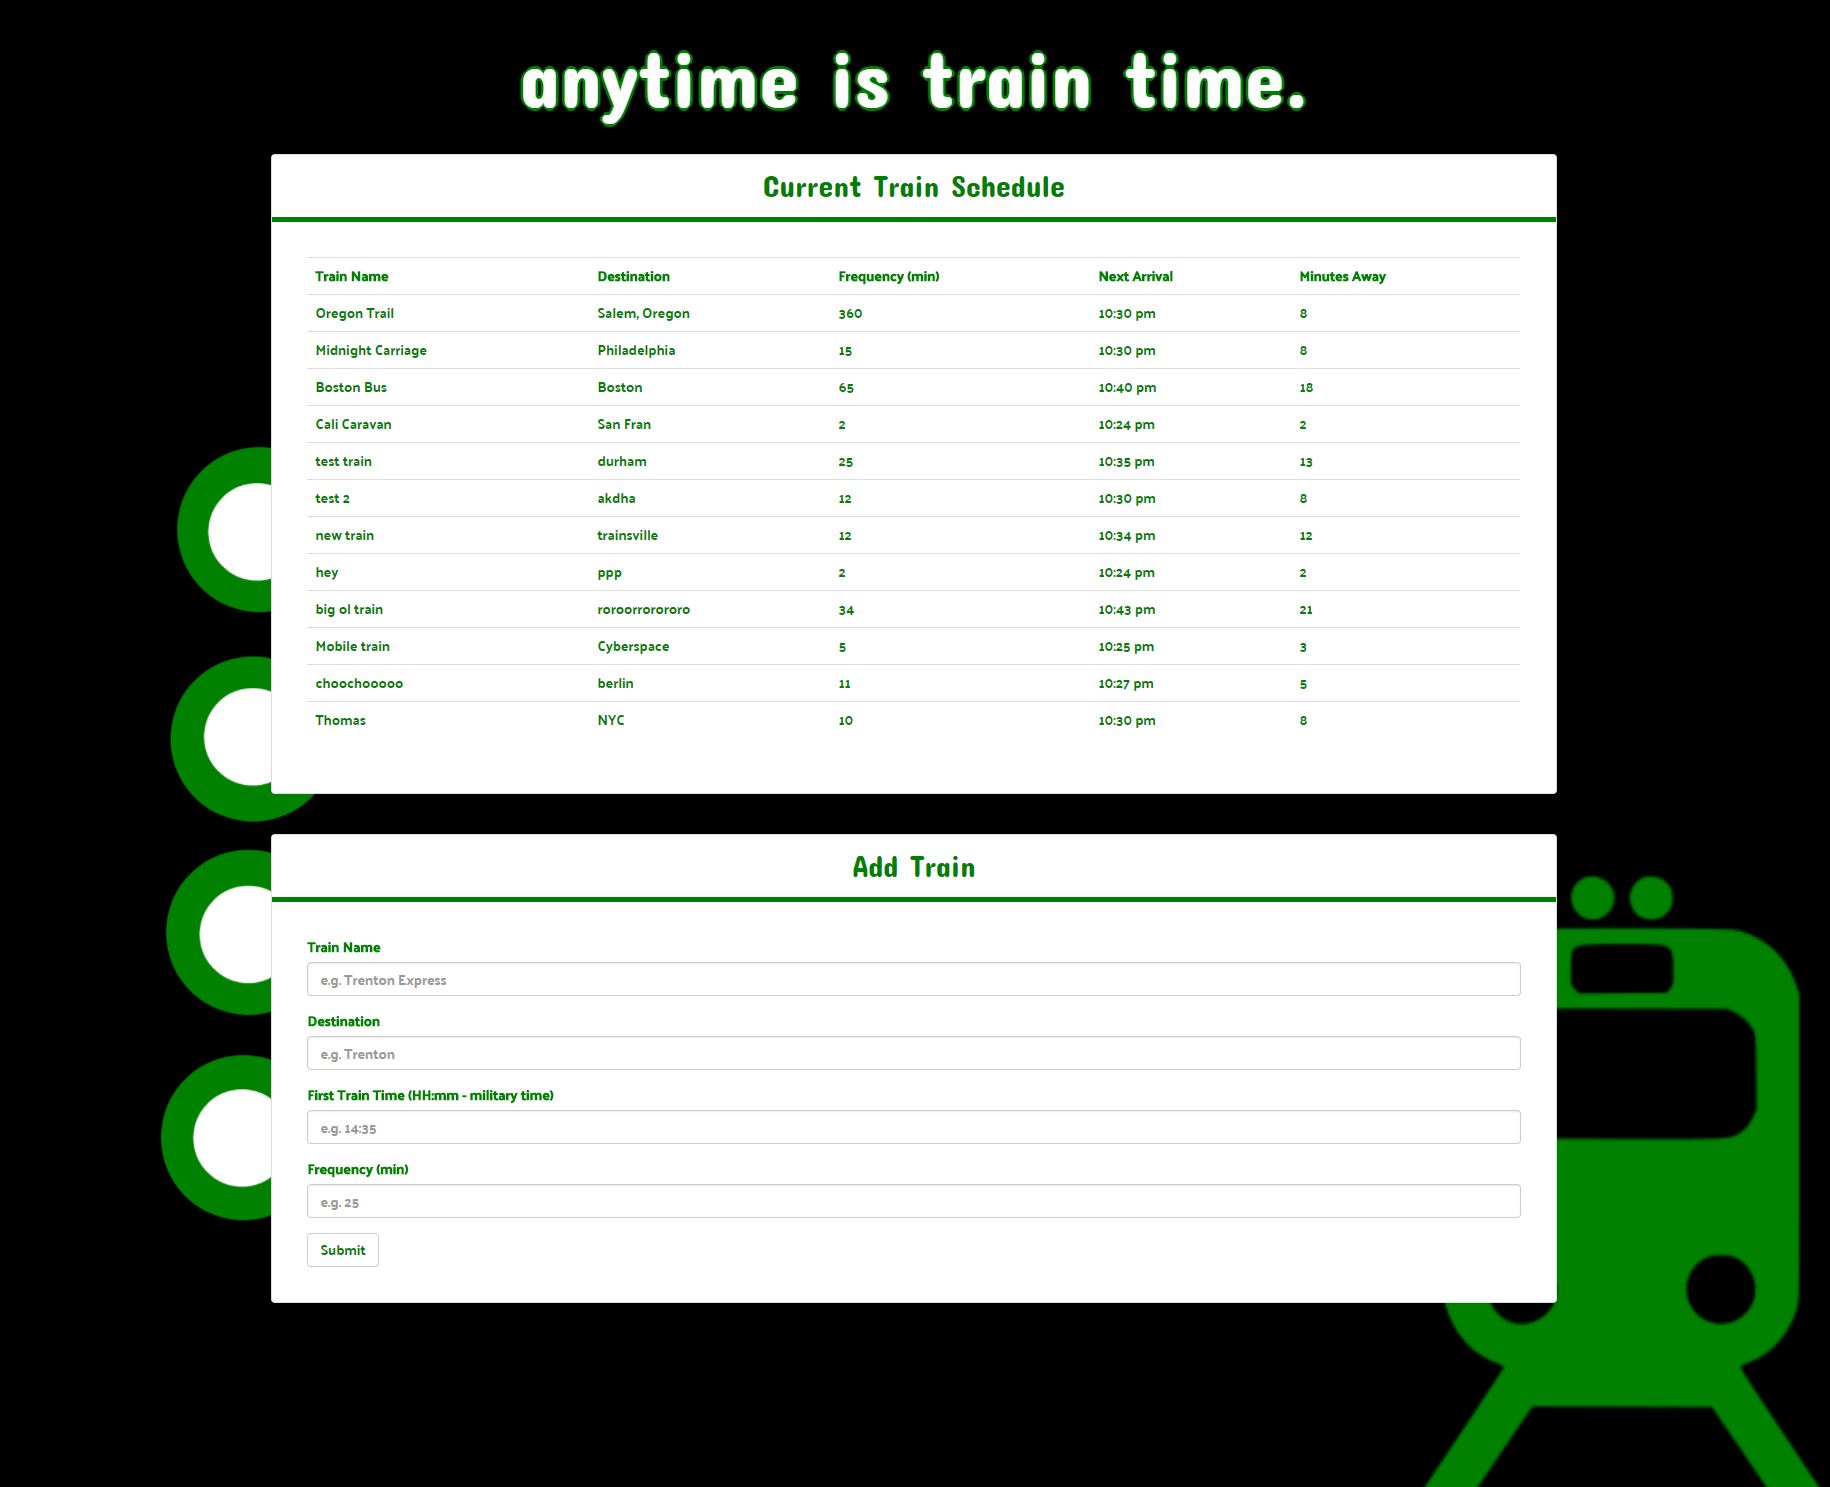 anytime is train time.
Current Train Schedule
Train Name Destination Frequency (min) Next Arrival Minutes Away
Oregon Trail Salem, Oregon 360 10:30 pm 8
Midnight Carriage Philadelphia 15 10:30 pm 8
Boston Bus Boston 65 10:40 pm 18
Cali Caravan San Fran 2 10:24 pm 2
test train durham 25 10:35 pm 13
test 2 akdha 12 10:30 pm 8
new train trainsville 12 10:34 pm 12
hey ppp 2 10:24 pm 2
big ol train roroorrorororo 34 10:43 pm 21
Mobile train Cyberspace 5 10:25 pm 3
choochooooo berlin 11 10:27 pm 5
Thomas NYC 10 10:30 pm 8
Add Train
Train Name
e.g. Trenton Express
Destination
e.g. Trenton
First Train Time (HH:mm - military time)
e.g. 14:35
Frequency (min)
e.g. 25
Submit